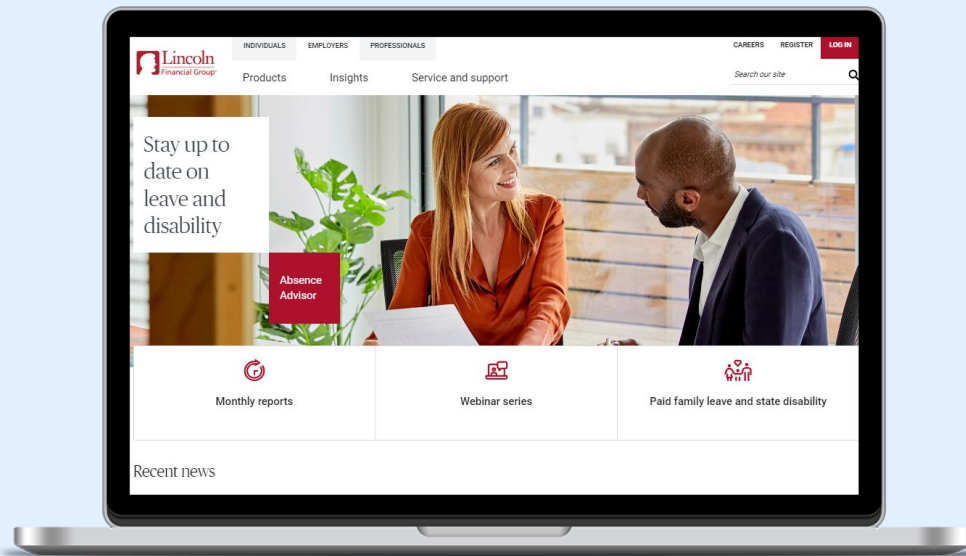 INDIVIDUALS EMPLOYERS PROFESSIONALS CAREERS REGISTER LOG IN
Lincoln
Financial Group®
Products Insights Service and support Search our site
Stay up to
date on
leave and
disability
Absence
Advisor
Monthly reports Webinar series Paid family leave and state disability
Recent news